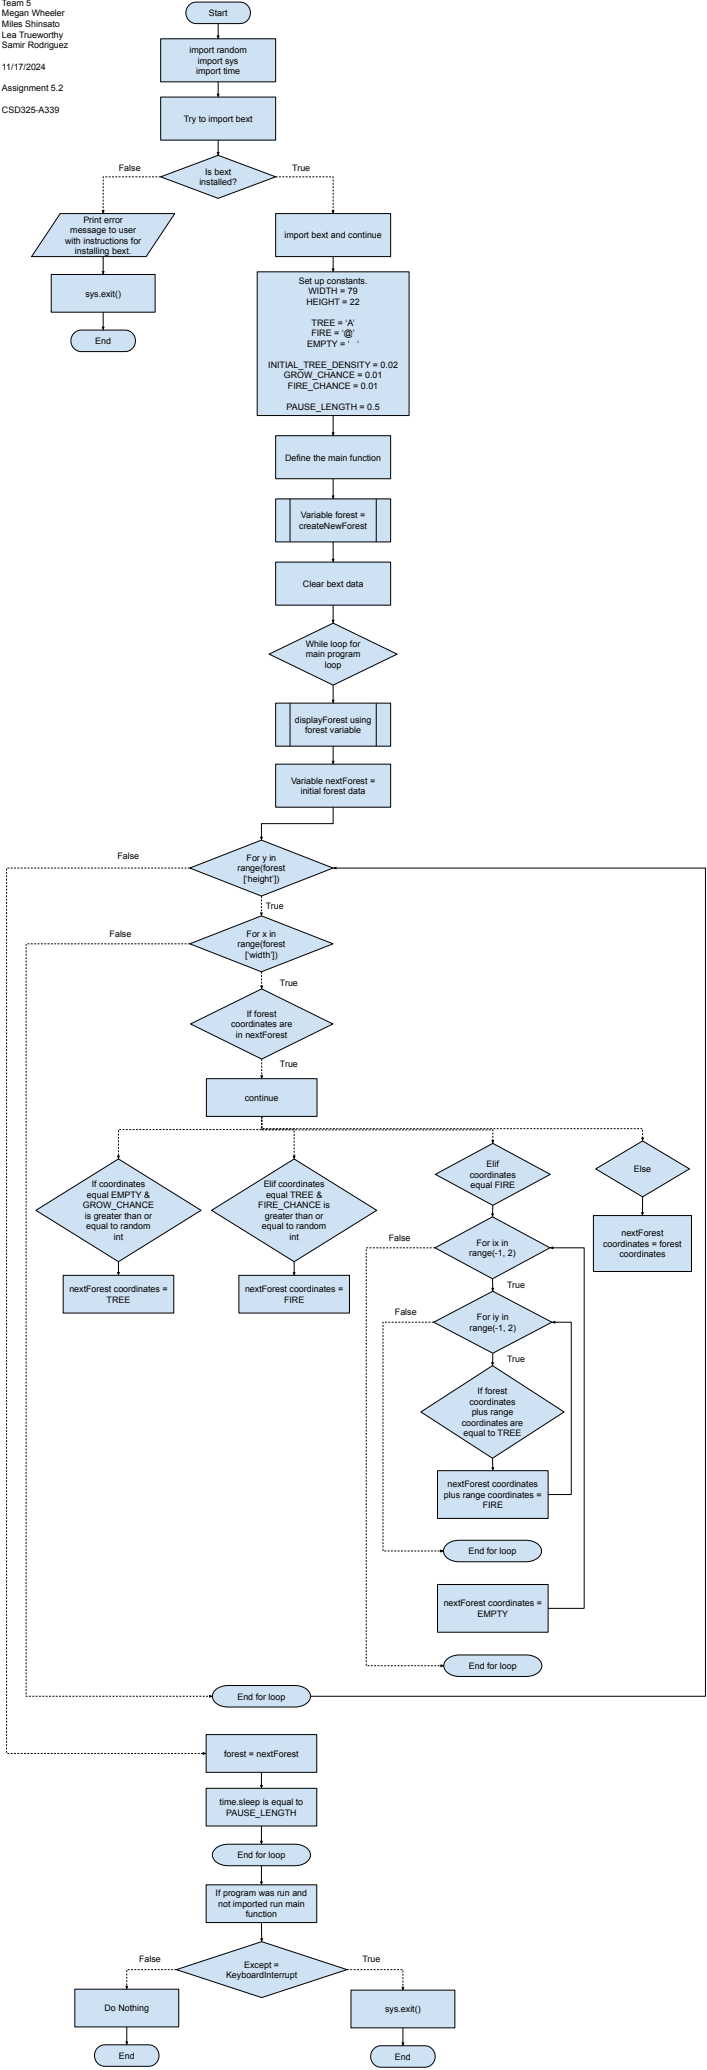 Team 5
Megan Wheeler
Miles Shinsato
Lea Trueworthy
Samir Rodriguez
11/17/2024
Assignment 5.2
CSD325-A339
Start
import random
import sys
import time
Try to import bext
Is bext
installed?
False
True
Print error
message to user
with instructions for
installing bext.
sys.exit()
End
import bext and continue
Set up constants.
WIDTH = 79
HEIGHT = 22
TREE = ‘A’
FIRE = ‘@’
EMPTY = ‘ ‘
INITIAL_TREE_DENSITY = 0.02
GROW_CHANCE = 0.01
FIRE_CHANCE = 0.01
PAUSE_LENGTH = 0.5
Define the main function
Variable forest =
createNewForest
Clear bext data
While loop for
main program
loop
displayForest using
forest variable
Variable nextForest =
initial forest data
False
For y in
range(forest
[‘height’])
True
False
For x in
range(forest
[‘width’])
True
If forest
coordinates are
in nextForest
True
continue
If coordinates
equal EMPTY &
GROW_CHANCE
is greater than or
equal to random
int
nextForest coordinates =
TREE
Elif coordinates
equal TREE &
FIRE_CHANCE is
greater than or
equal to random
int
nextForest coordinates =
FIRE
Elif
coordinates
equal FIRE
False
For ix in
range(-1, 2)
True
False
For iy in
range(-1, 2)
True
If forest
coordinates
plus range
coordinates are
equal to TREE
nextForest coordinates
plus range coordinates =
FIRE
End for loop
nextForest coordinates =
EMPTY
End for loop
Else
nextForest
coordinates = forest
coordinates
End for loop
forest = nextForest
time.sleep is equal to
PAUSE_LENGTH
End for loop
If program was run and
not imported run main
function
False
Except =
KeyboardInterrupt
True
Do Nothing
End
sys.exit()
End